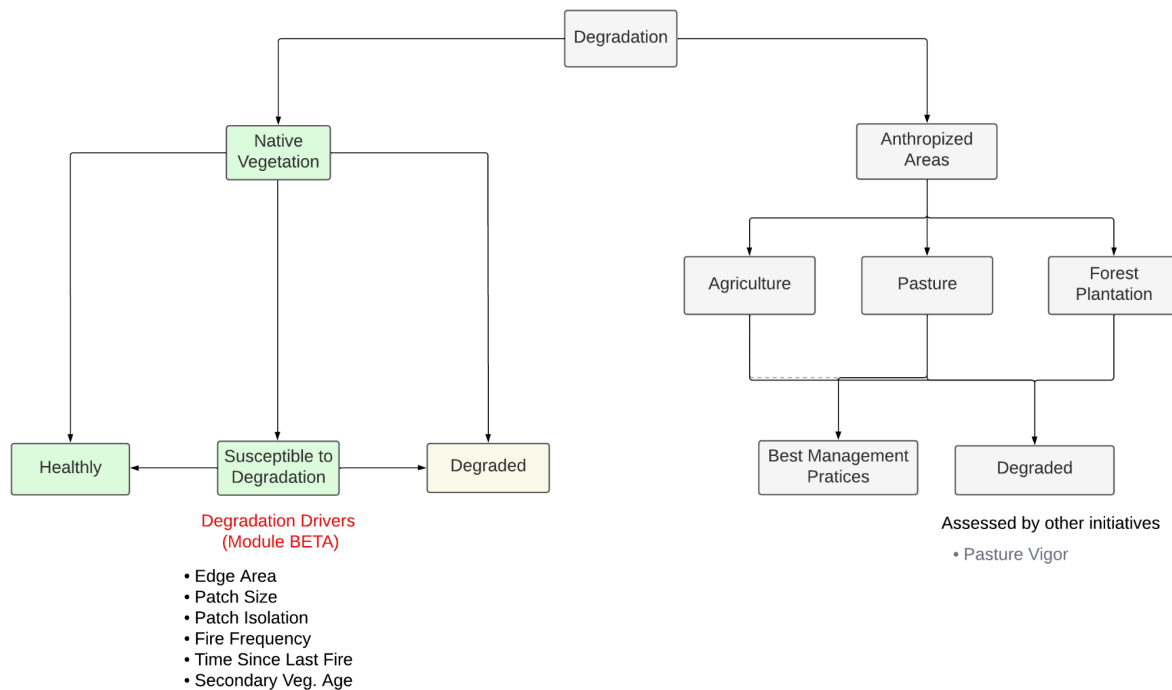 Degradation
Native
Vegetation
Anthropized
Areas
Agriculture
Pasture
Forest
Plantation
Healthly
Susceptible to
Degradation
Degraded
Best Management
Pratices
Degraded
Degradation Drivers
(Module BETA)
• Edge Area
• Patch Size
• Patch Isolation
• Fire Frequency
• Time Since Last Fire
• Secondary Veg. Age
Assessed by other initiatives
• Pasture Vigor